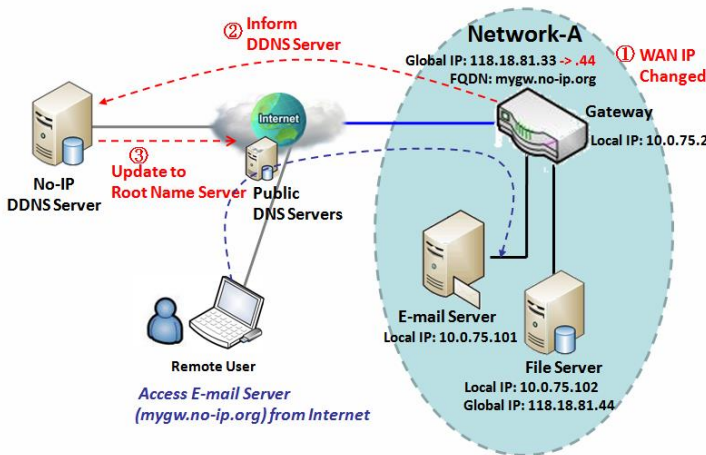 Network-A
Global IP: 118.18.81.33 -> .44
FQDN: mygw.no-ip.org
① WAN IP
Changed
② Inform
DDNS Server
Gateway
Local IP: 10.0.75.2
Internet
③
Update to
Root Name Server
No-IP
DDNS Server
Public
DNS Servers
E-mail Server
Local IP: 10.0.75.101
File Server
Local IP: 10.0.75.102
Global IP: 118.18.81.44
Remote User
Access E-mail Server
(mygw.no-ip.org) from Internet